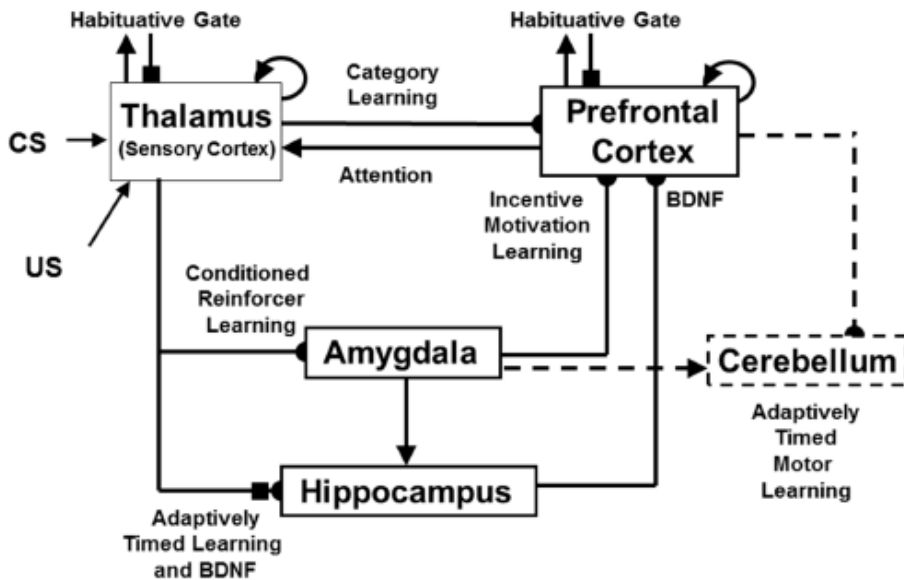 Habituative Gate
Habituative Gate
Category
Learning
Thalamus
(Sensory Cortex)
Prefrontal
Cortex
CS
Attention
US
Incentive
Motivation
Learning
BDNF
Conditioned
Reinforcer
Learning
Amygdala
Cerebellum
Adaptively
Timed
Motor
Learning
Hippocampus
Adaptively
Timed Learning
and BDNF